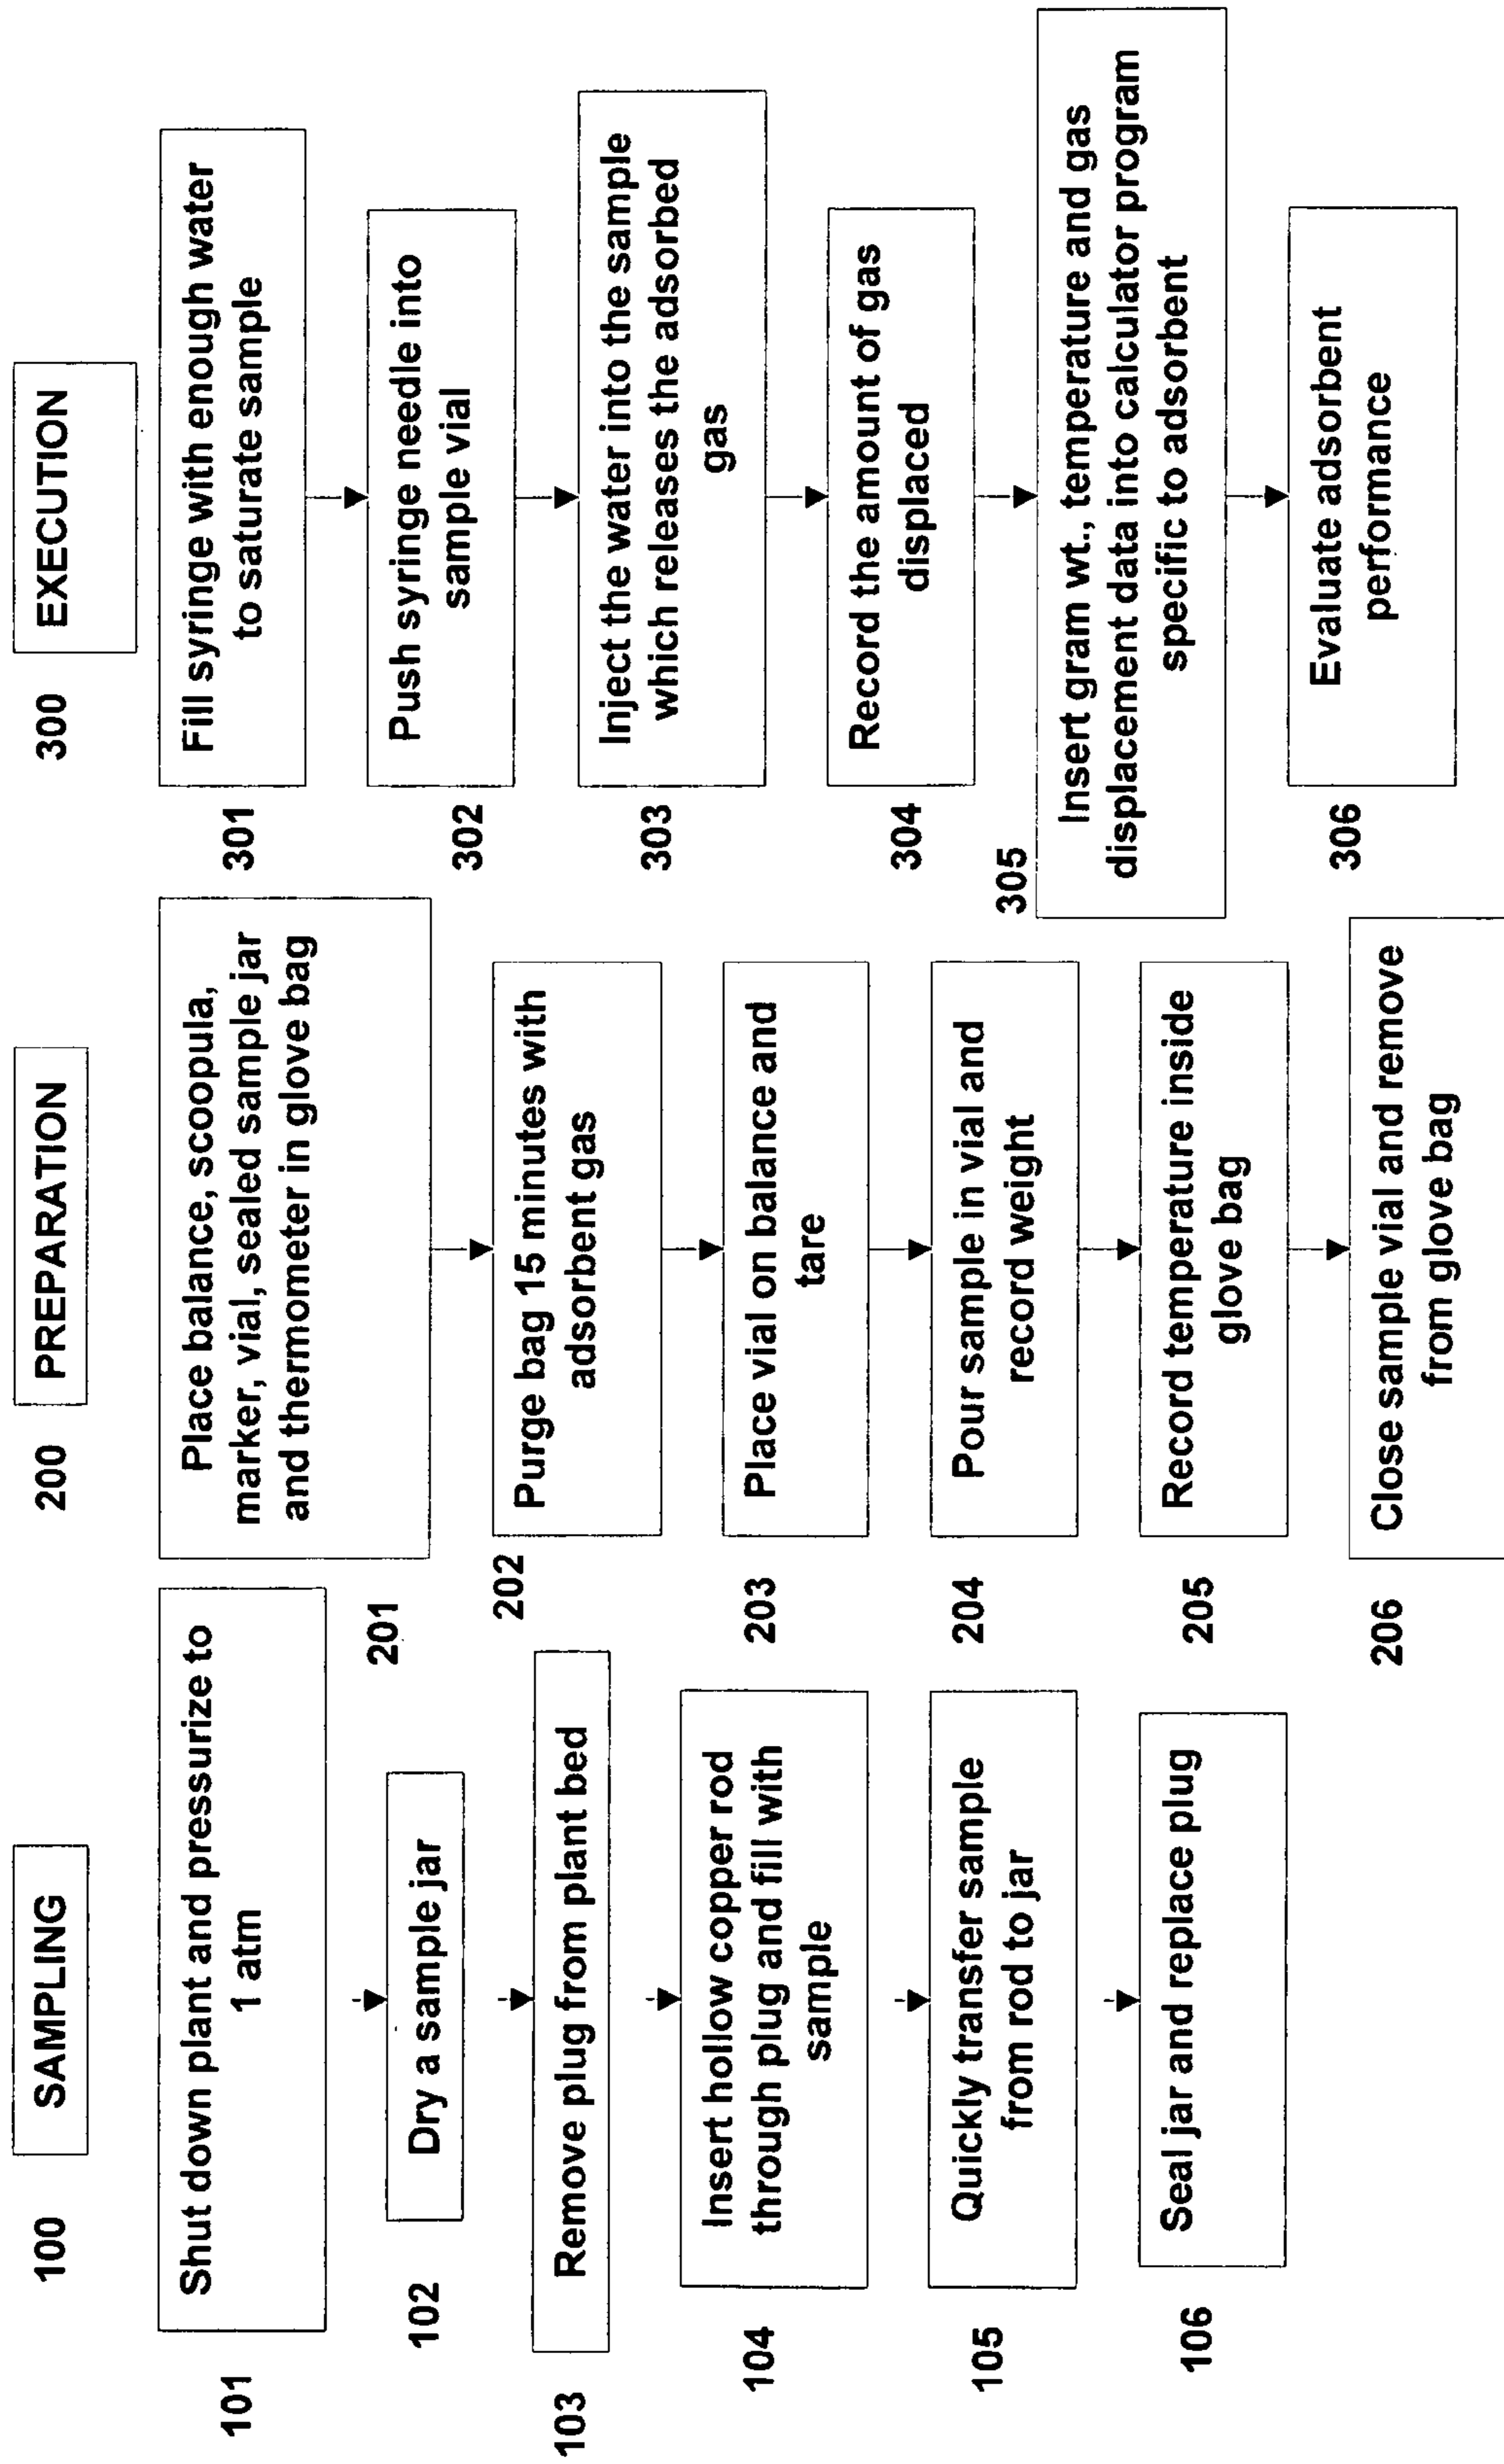 100 SAMPLING
101
Shut down plant and pressurize to
1 atm
102
Dry a sample jar
103
Remove plug from plant bed
104
Insert hollow copper rod
through plug and fill with
sample
105
Quickly transfer sample
from rod to jar
106
Seal jar and replace plug
200 PREPARATION
201
Place balance, scoopula,
marker, vial, sealed sample jar
and thermometer in glove bag
202
Purge bag 15 minutes with
adsorbent gas
203
Place vial on balance and
tare
204
Pour sample in vial and
record weight
205
Record temperature inside
glove bag
206
Close sample vial and remove
from glove bag
300 EXECUTION
301
Fill syringe with enough water
to saturate sample
302
Push syringe needle into
sample vial
303
Inject the water into the sample
which releases the adsorbed
gas
304
Record the amount of gas
displaced
305
Insert gram wt., temperature and gas
displacement data into calculator program
specific to adsorbent
306
Evaluate adsorbent
performance